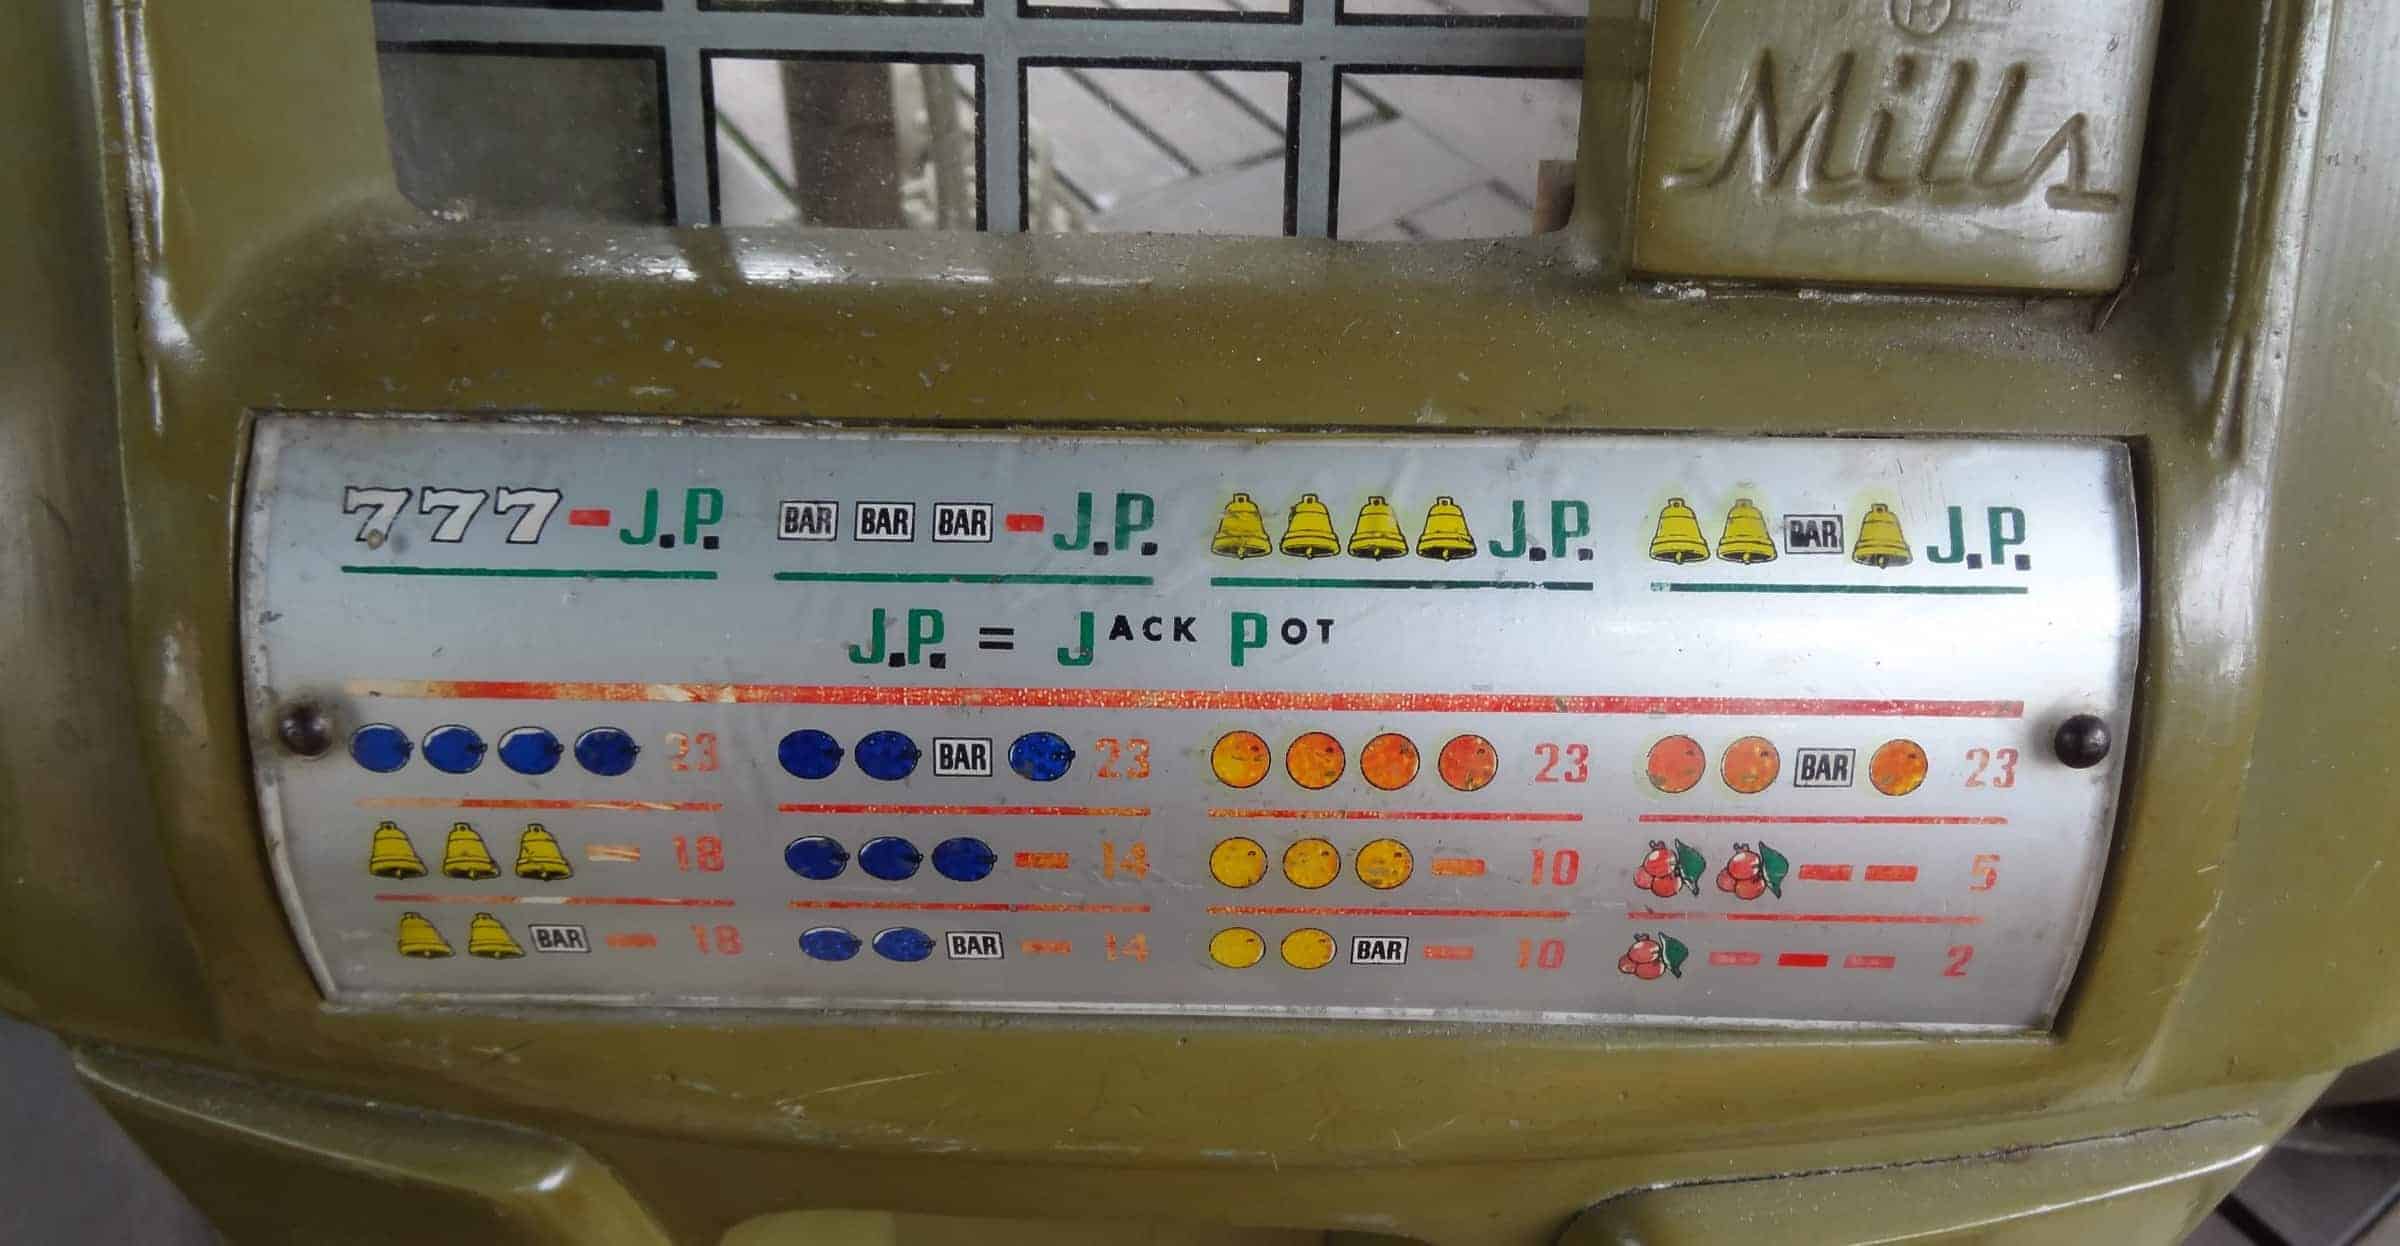 ® Mills
777 - J.P. BAR BAR BAR - J.P. J.P. BAR J.P.
J.P. = JACK POT
23 BAR 23 23 BAR 23
- 18 - 14 - 10 - - 5
BAR - 18 BAR - 14 BAR - 10 - - - 2